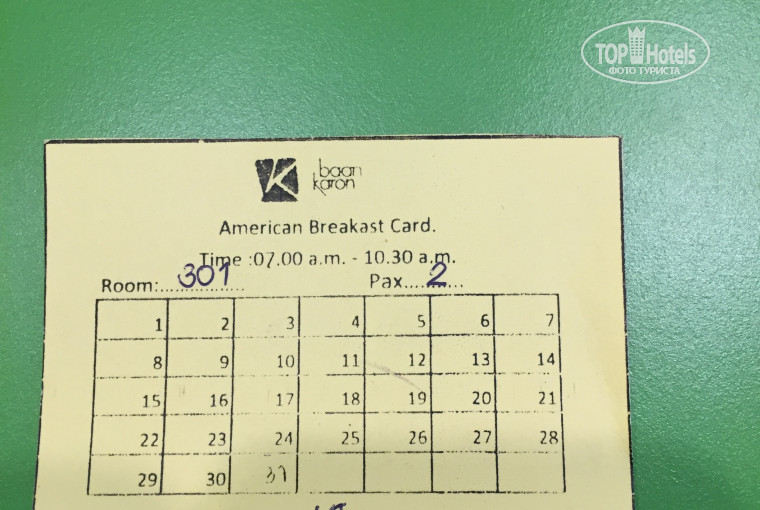 TOP Hotels
ФОТО ТУРИСТА
baan
karon
American Breakast Card.
Time :07.00 a.m. - 10.30 a.m.
Room:..301.......... Pax....2......
1 2 3 4 5 6 7
8 9 10 11 12 13 14
15 16 17 18 19 20 21
22 23 24 25 26 27 28
29 30 31